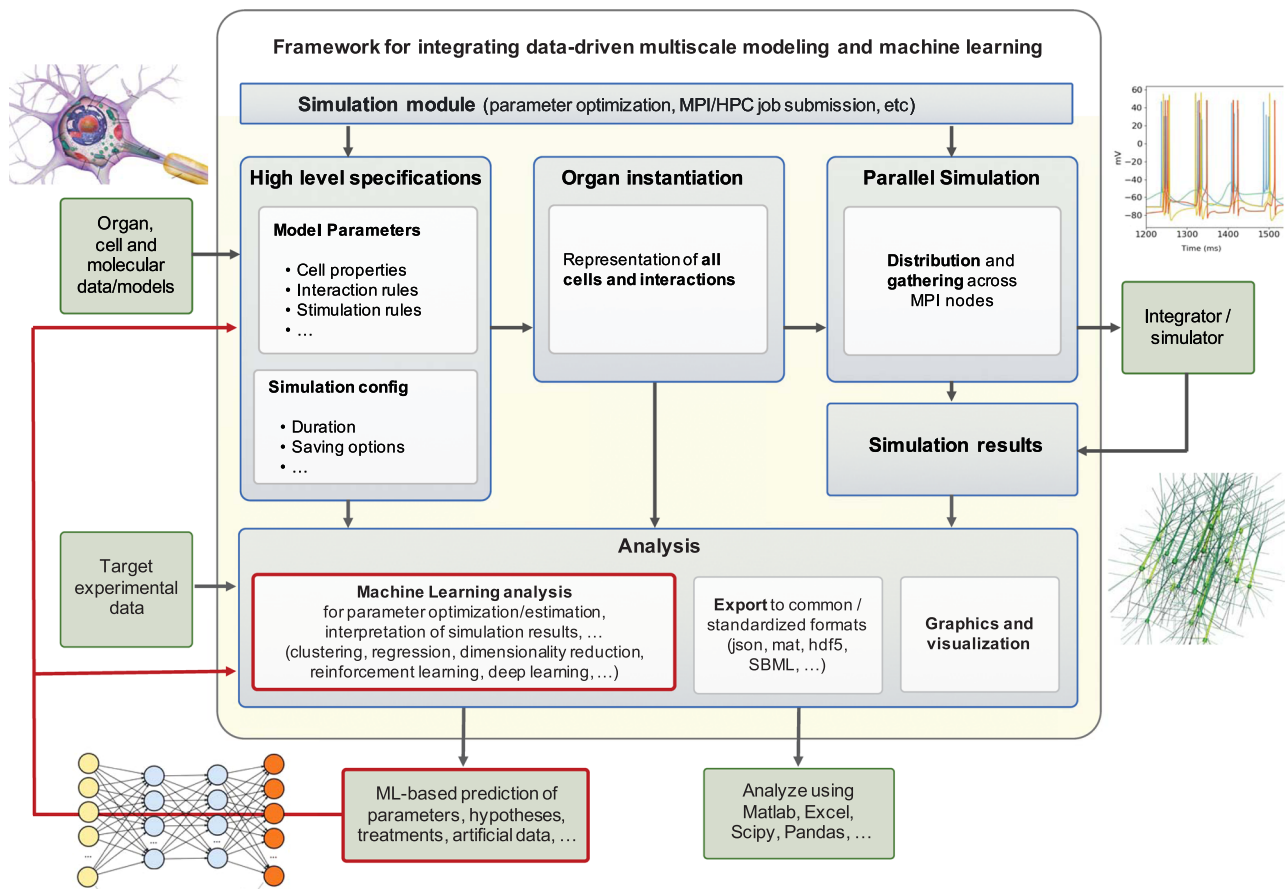 Framework for integrating data-driven multiscale modeling and machine learning
Simulation module (parameter optimization, MPI/HPC job submission, etc)
High level specifications
Model Parameters
• Cell properties
• Interaction rules
• Stimulation rules
• …
Simulation config
• Duration
• Saving options
• …
Organ instantiation
Representation of all
cells and interactions
Parallel Simulation
Distribution and
gathering across
MPI nodes
Organ,
cell and
molecular
data/models
60
40
20
0
−20
−40
−60
−80
mV
1200
1300
1400
1500
Time (ms)
Integrator /
simulator
Simulation results
Target
experimental
data
Analysis
Machine Learning analysis
for parameter optimization/estimation,
interpretation of simulation results, …
(clustering, regression, dimensionality reduction,
reinforcement learning, deep learning, …)
Export to common /
standardized formats
(json, mat, hdf5,
SBML, …)
Graphics and
visualization
...
...
...
...
ML-based prediction of
parameters, hypotheses,
treatments, artificial data, …
Analyze using
Matlab, Excel,
Scipy, Pandas, …